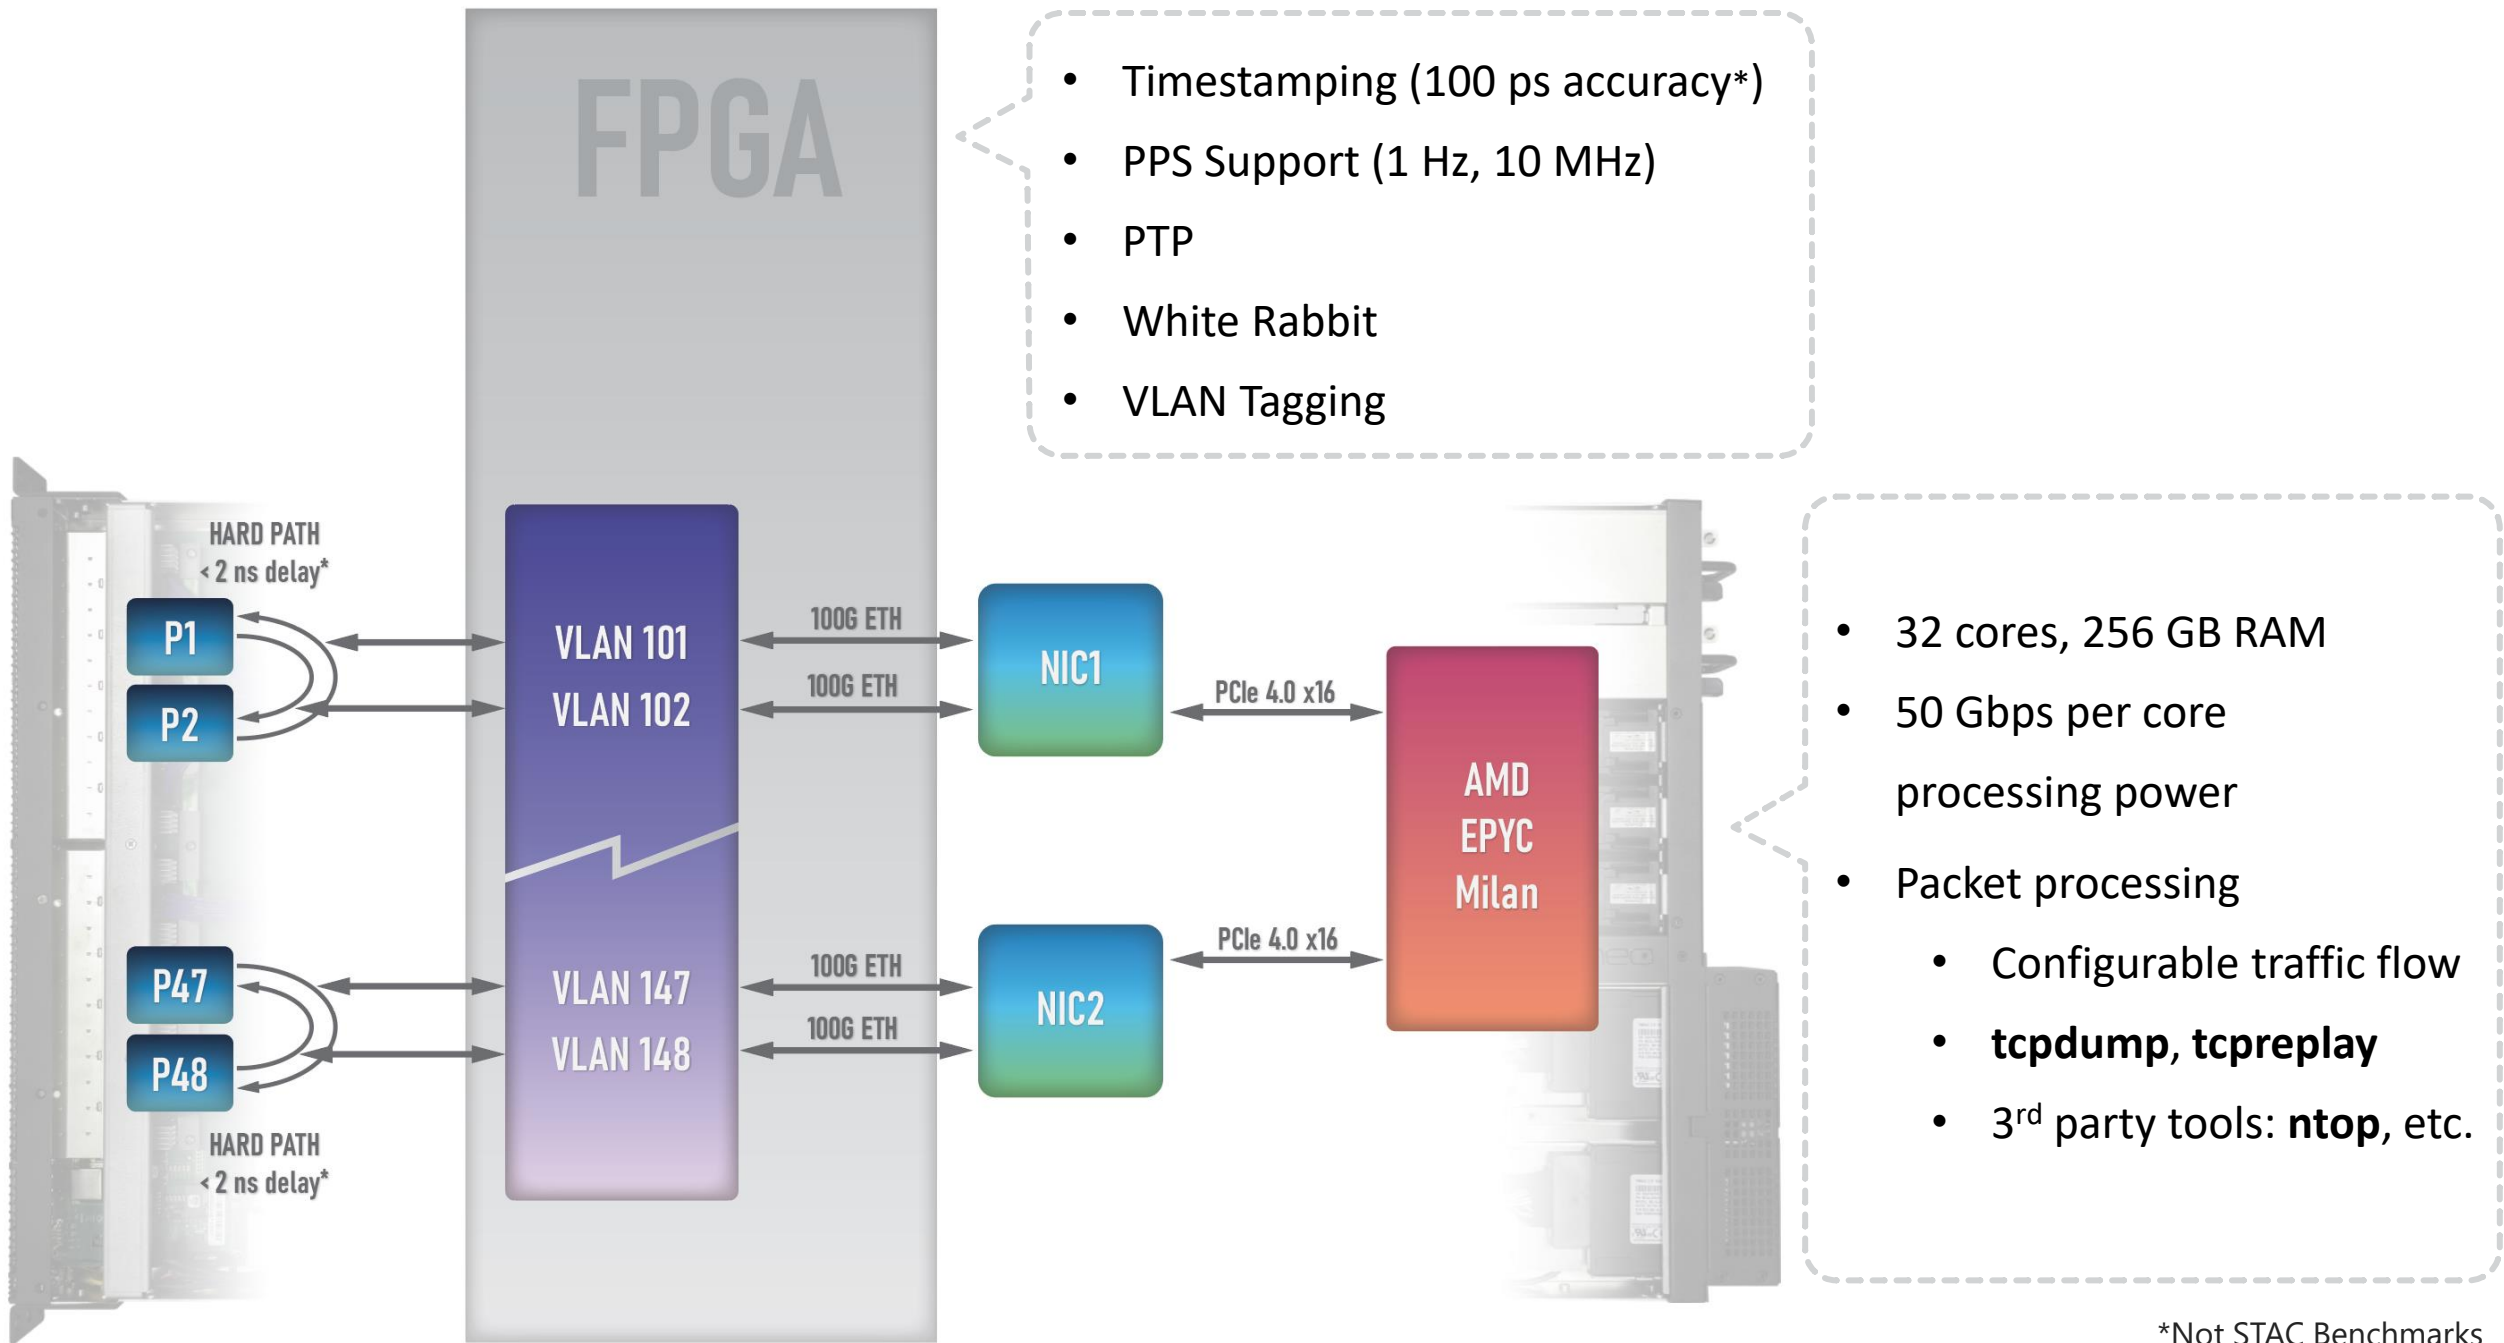 FPGA
• Timestamping (100 ps accuracy*)
• PPS Support (1 Hz, 10 MHz)
• PTP
• White Rabbit
• VLAN Tagging
HARD PATH
< 2 ns delay*
P1
P2
VLAN 101
VLAN 102
100G ETH
100G ETH
NIC1
PCIe 4.0 x16
AMD
EPYC
Milan
P47
P48
HARD PATH
< 2 ns delay*
VLAN 147
VLAN 148
100G ETH
100G ETH
NIC2
PCIe 4.0 x16
• 32 cores, 256 GB RAM
• 50 Gbps per core
processing power
• Packet processing
• Configurable traffic flow
• tcpdump, tcpreplay
• 3rd party tools: ntop, etc.
*Not STAC Benchmarks